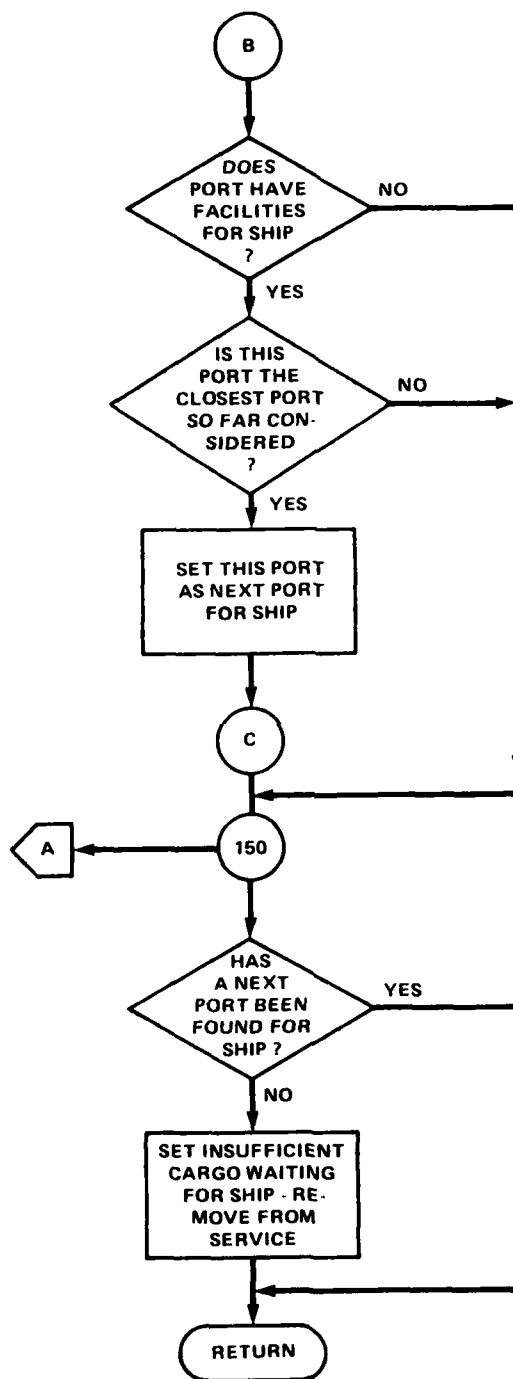 B
DOES
PORT HAVE
FACILITIES
FOR SHIP
?
NO
YES
IS THIS
PORT THE
CLOSEST PORT
SO FAR CON-
SIDERED
?
NO
YES
SET THIS PORT
AS NEXT PORT
FOR SHIP
C
A
150
HAS
A NEXT
PORT BEEN
FOUND FOR
SHIP ?
YES
NO
SET INSUFFICIENT
CARGO WAITING
FOR SHIP - RE-
MOVE FROM
SERVICE
RETURN